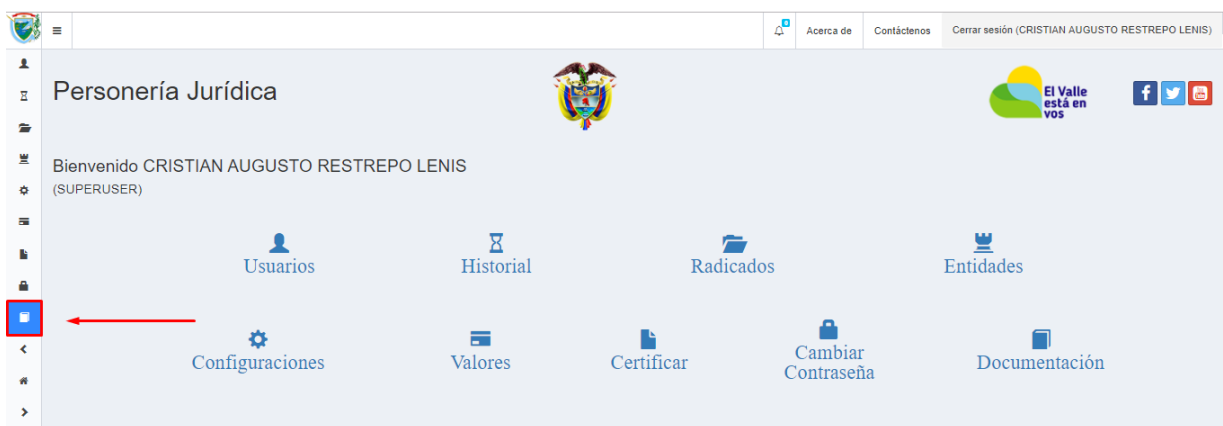 Acerca de
Contáctenos
Cerrar sesión (CRISTIAN AUGUSTO RESTREPO LENIS)
Personería Jurídica
El Valle
está en
vos
Bienvenido CRISTIAN AUGUSTO RESTREPO LENIS
(SUPERUSER)
Usuarios
Historial
Radicados
Entidades
Configuraciones
Valores
Certificar
Cambiar
Contraseña
Documentación